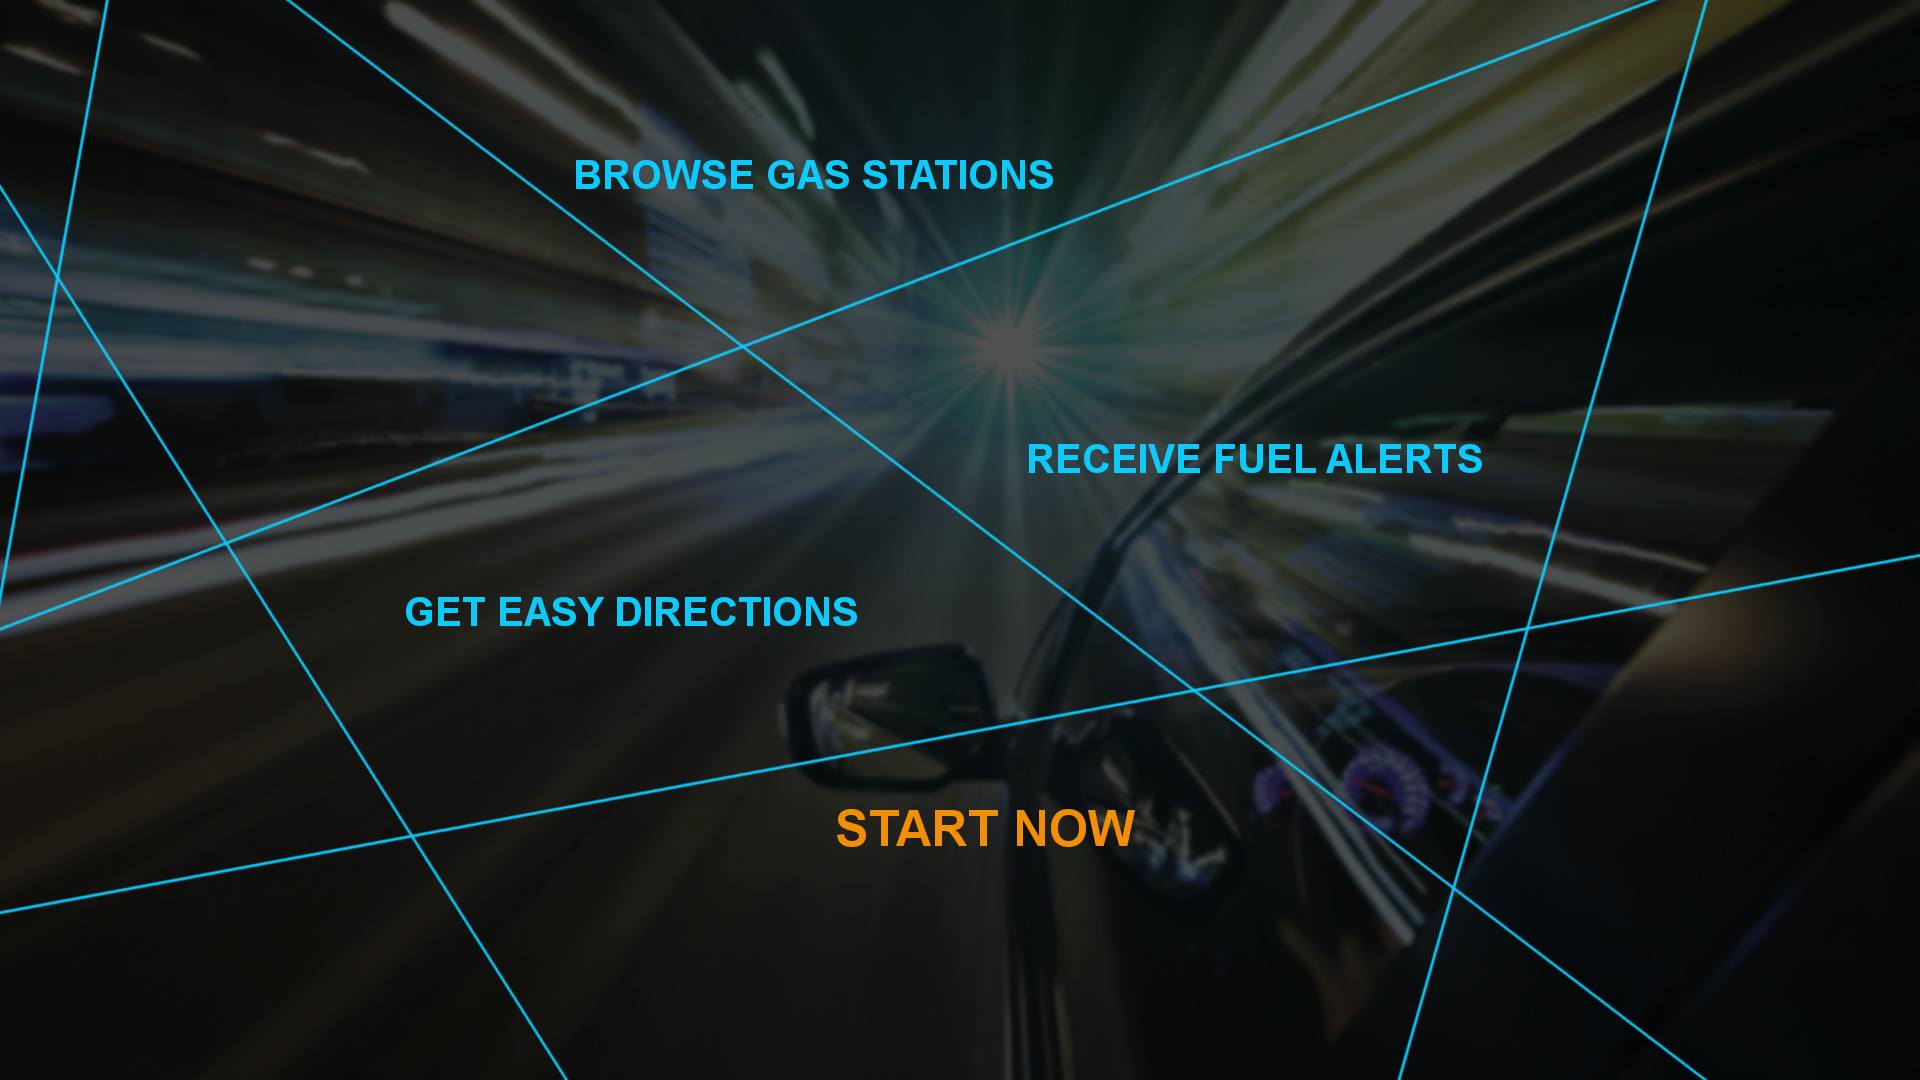 BROWSE GAS STATIONS
RECEIVE FUEL ALERTS
GET EASY DIRECTIONS
START NOW